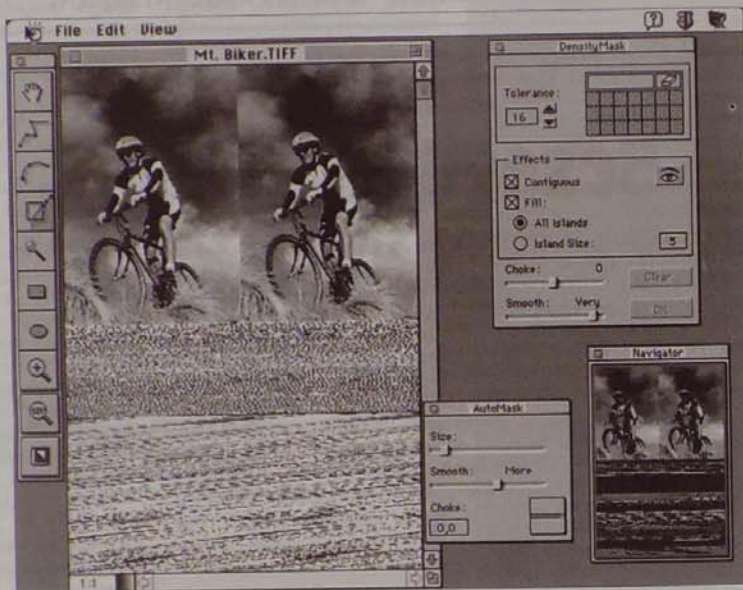 File Edit View
Mt. Biker.TIFF
1:1
DensityMask
Tolerance:
16
Effects
Contiguous
Fill:
All Islands
Island Size: 5
Choke: 0
Clear
Smooth: Very
OK
AutoMask
Size:
Smooth: More
Choke:
0,0
Navigator